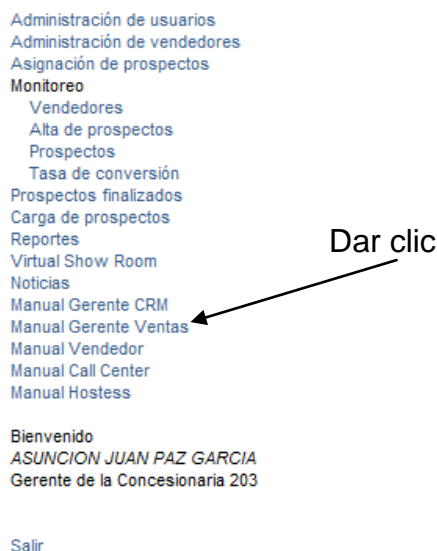 Administración de usuarios
Administración de vendedores
Asignación de prospectos
Monitoreo
Vendedores
Alta de prospectos
Prospectos
Tasa de conversión
Prospectos finalizados
Carga de prospectos
Reportes
Dar clic
Virtual Show Room
Noticias
Manual Gerente CRM
Manual Gerente Ventas
Manual Vendedor
Manual Call Center
Manual Hostess
Bienvenido
ASUNCION JUAN PAZ GARCIA
Gerente de la Concesionaria 203
Salir